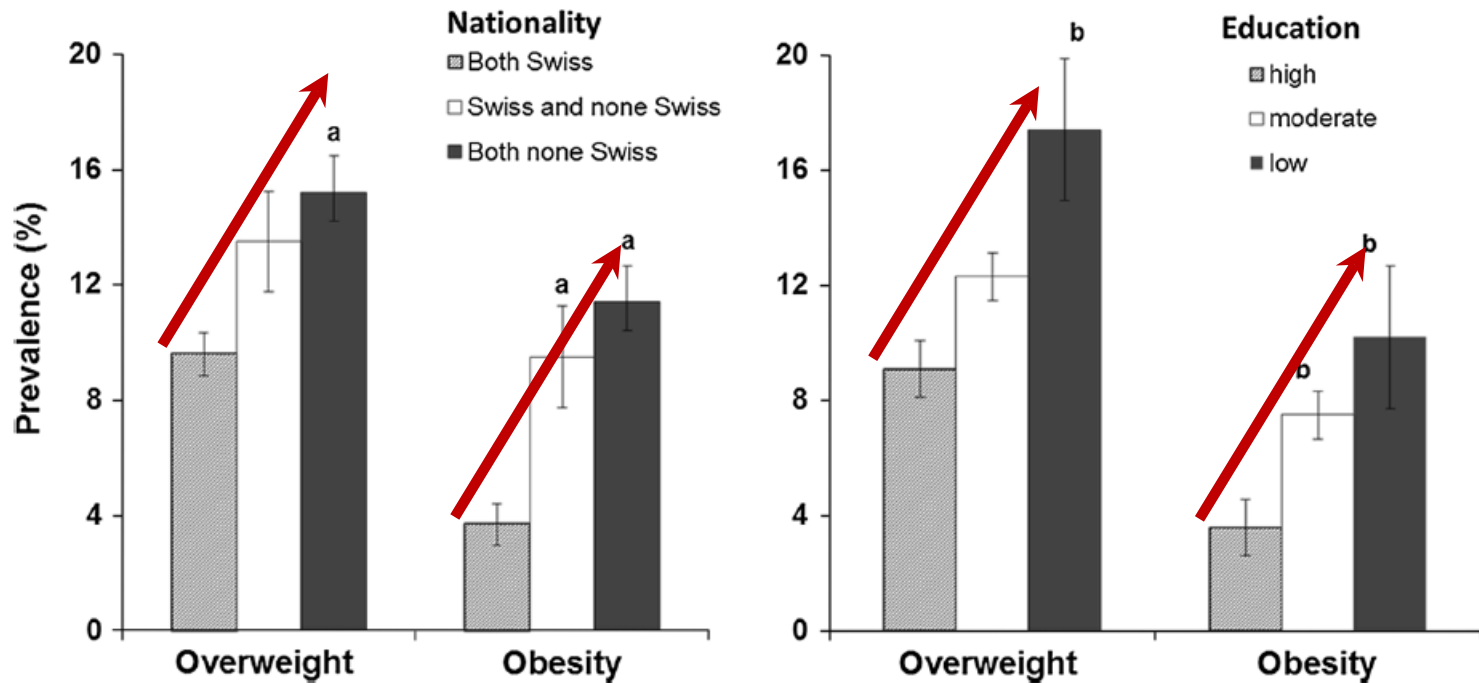 Nationality
Both Swiss
Swiss and none Swiss
Both none Swiss
Prevalence (%)
20
16
12
8
4
0
a
a
a
Overweight
Obesity
Education
high
moderate
low
20
16
12
8
4
0
b
b
b
Overweight
Obesity